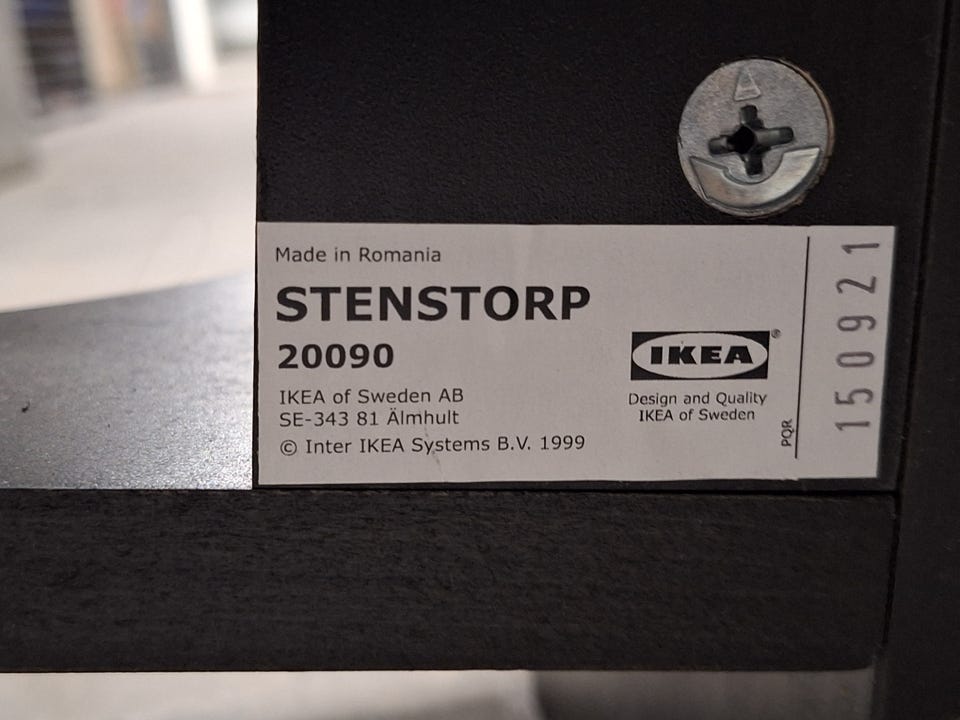 Made in Romania
STENSTORP
20090
IKEA of Sweden AB
SE-343 81 Älmhult
© Inter IKEA Systems B.V. 1999
IKEA®
Design and Quality
IKEA of Sweden
PQR
150921